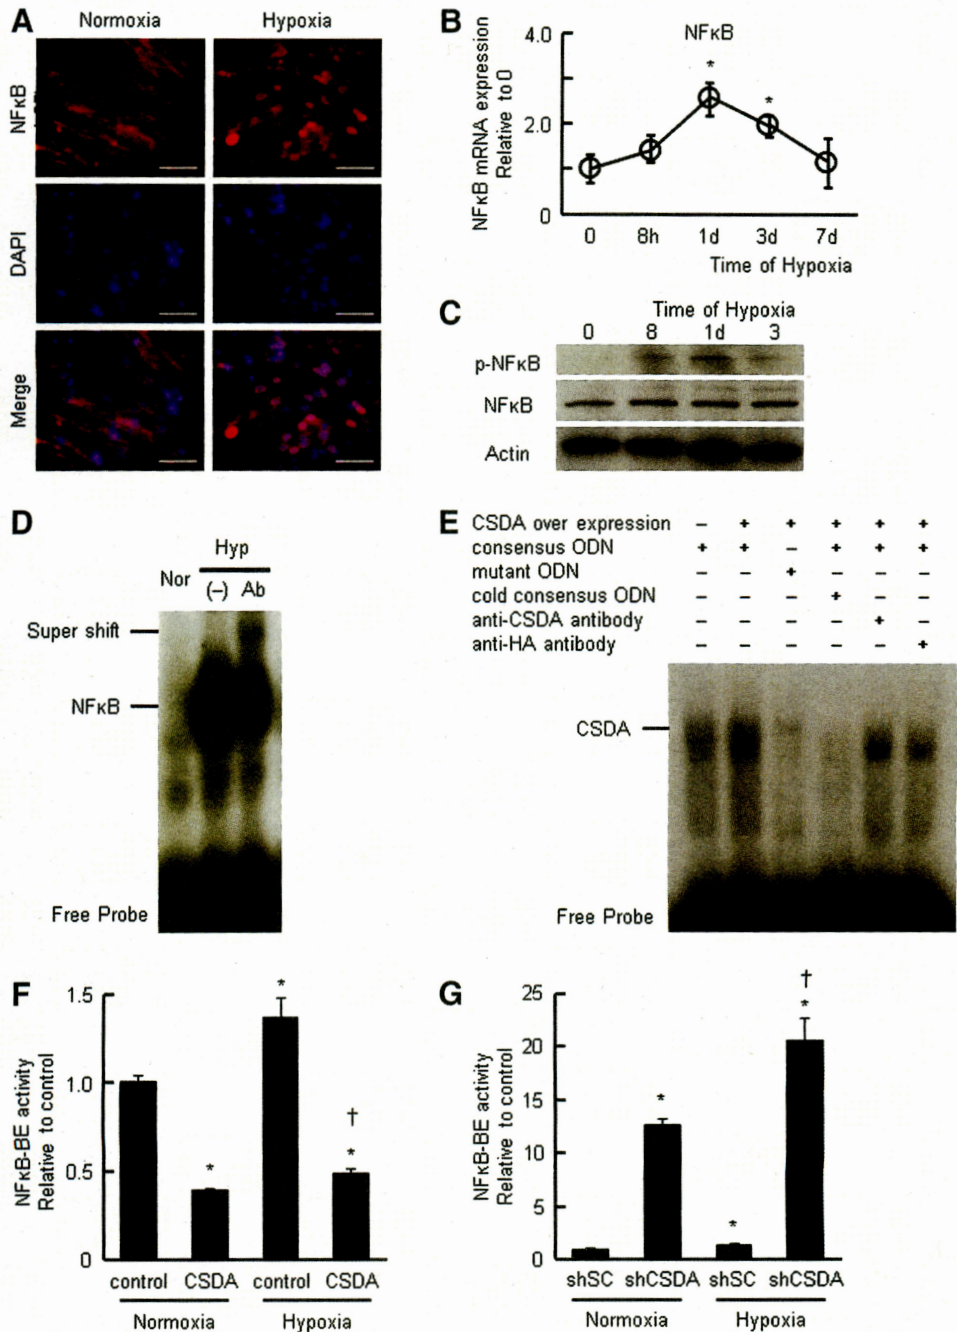 A
Normoxia
Hypoxia
NFκB
DAPI
Merge
B
NFκB
NFκB mRNA expression
Relative to 0
4.0
2.0
0
*
*
0 8h 1d 3d 7d
Time of Hypoxia
C
Time of Hypoxia
0 8 1d 3
p-NFκB
NFκB
Actin
D
Hyp
Nor (–) Ab
Super shift
NFκB
Free Probe
E
CSDA over expression – + + + + +
consensus ODN + + – + + +
mutant ODN – – + – – –
cold consensus ODN – – – + – –
anti-CSDA antibody – – – – + –
anti-HA antibody – – – – – +
CSDA
Free Probe
F
NFκB-BE activity
Relative to control
1.5
1.0
0.5
0
*
*
†
*
control CSDA control CSDA
Normoxia Hypoxia
G
NFκB-BE activity
Relative to control
25
20
15
10
5
0
*
*
†
*
shSC shCSDA shSC shCSDA
Normoxia Hypoxia